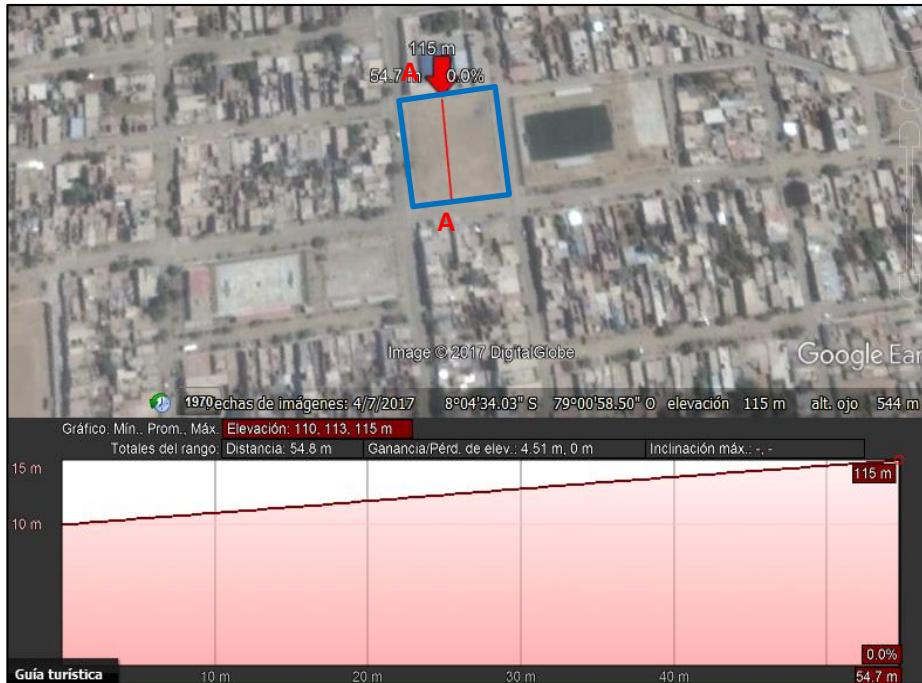 115 m
A
54.7 m 0.0%
A
Image © 2017 DigitalGlobe
Google Ear
1970
echas de imágenes: 4/7/2017 8°04'34.03" S 79°00'58.50" O elevación 115 m alt. ojo 544 m
Gráfico: Mín., Prom., Máx. Elevación: 110, 113, 115 m
Totales del rango: Distancia: 54.8 m Ganancia/Pérd. de elev.: 4.51 m, 0 m Inclinación máx.: -, -
15 m
115 m
10 m
0.0%
Guía turística 10 m 20 m 30 m 40 m 54.7 m